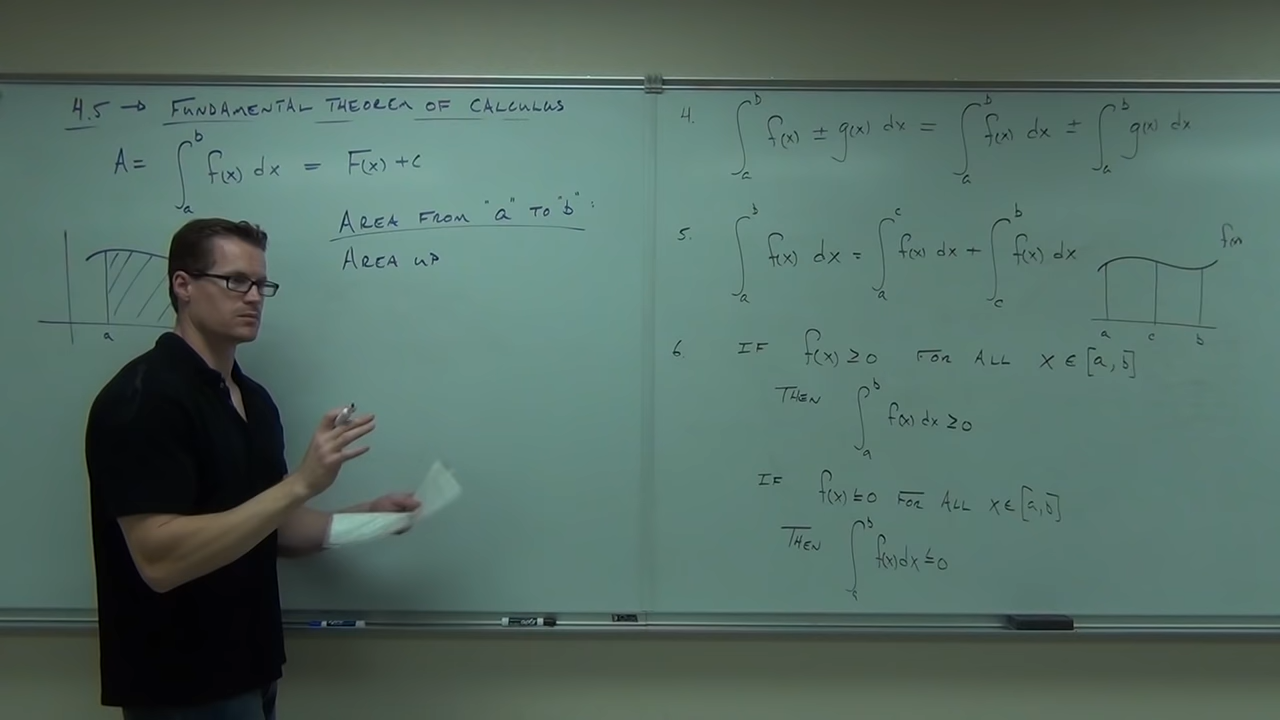 4.5 → FUNDAMENTAL THEOREM OF CALCULUS
A = ∫_a^b f(x) dx = F(x) + c
AREA FROM "a" TO "b":
AREA UP
a
4. ∫_a^b f(x) ± g(x) dx = ∫_a^b f(x) dx ± ∫_a^b g(x) dx
5. ∫_a^b f(x) dx = ∫_a^c f(x) dx + ∫_c^b f(x) dx
f(x)
a c b
6. IF f(x) ≥ 0 FOR ALL x ∈ [a, b]
THEN ∫_a^b f(x) dx ≥ 0
IF f(x) ≤ 0 FOR ALL x ∈ [a, b]
THEN ∫^b f(x) dx ≤ 0